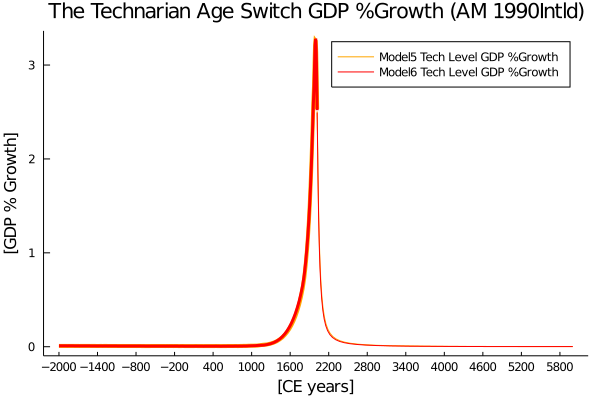 The Technarian Age Switch GDP %Growth (AM 1990Intld)
Model5 Tech Level GDP %Growth
Model6 Tech Level GDP %Growth
[GDP % Growth]
3
2
1
0
−2000 −1400 −800 −200 400 1000 1600 2200 2800 3400 4000 4600 5200 5800
[CE years]